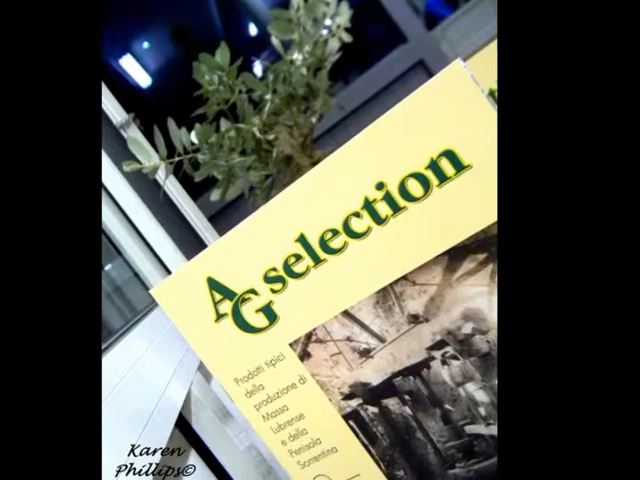 AG selection
Prodotti tipici
della
produzione di
Massa
Lubrense
e della
Penisola
Sorrentina
Karen
Phillips©